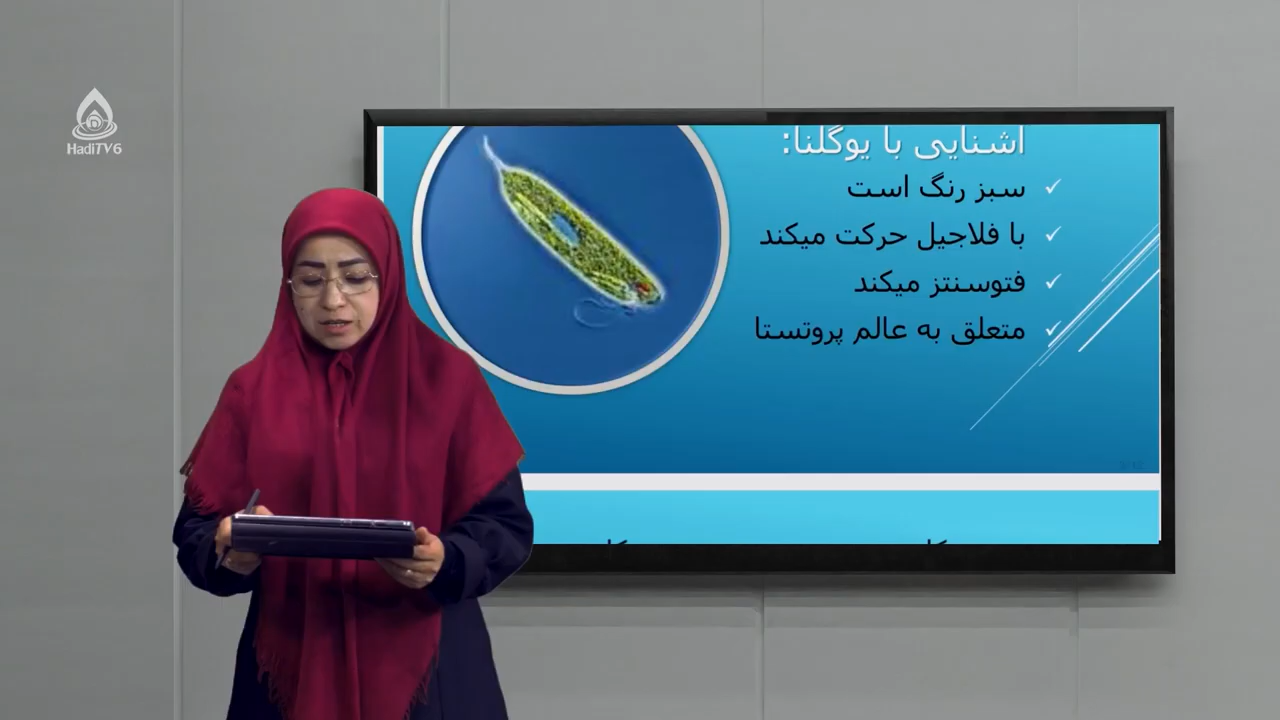 HadiTV6
آشنایی با یوگلنا:
سبز رنگ است
با فلاجیل حرکت میکند
فتوسنتز میکند
متعلق به عالم پروتستا